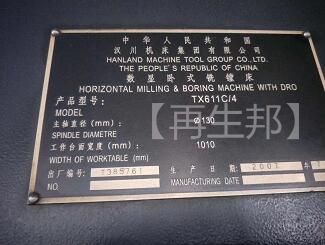 中华人民共和国
汉川机床集团有限公司
HANLAND MACHINE TOOL GROUP CO.,LTD.
THE PEOPLE'S REPUBLIC OF CHINA
数显卧式铣镗床
HORIZONTAL MILLING & BORING MACHINE WITH DRO
产品型号: TX611C/4
MODEL
主轴直径(mm): Ø130
SPINDLE DIAMETRE
工作台面宽度(mm): 1010
WIDTH OF WORKTABLE (mm)
出厂编号: T385761 生产日期: 2007
NO. MANUFACTURING DATE
【再生邦】